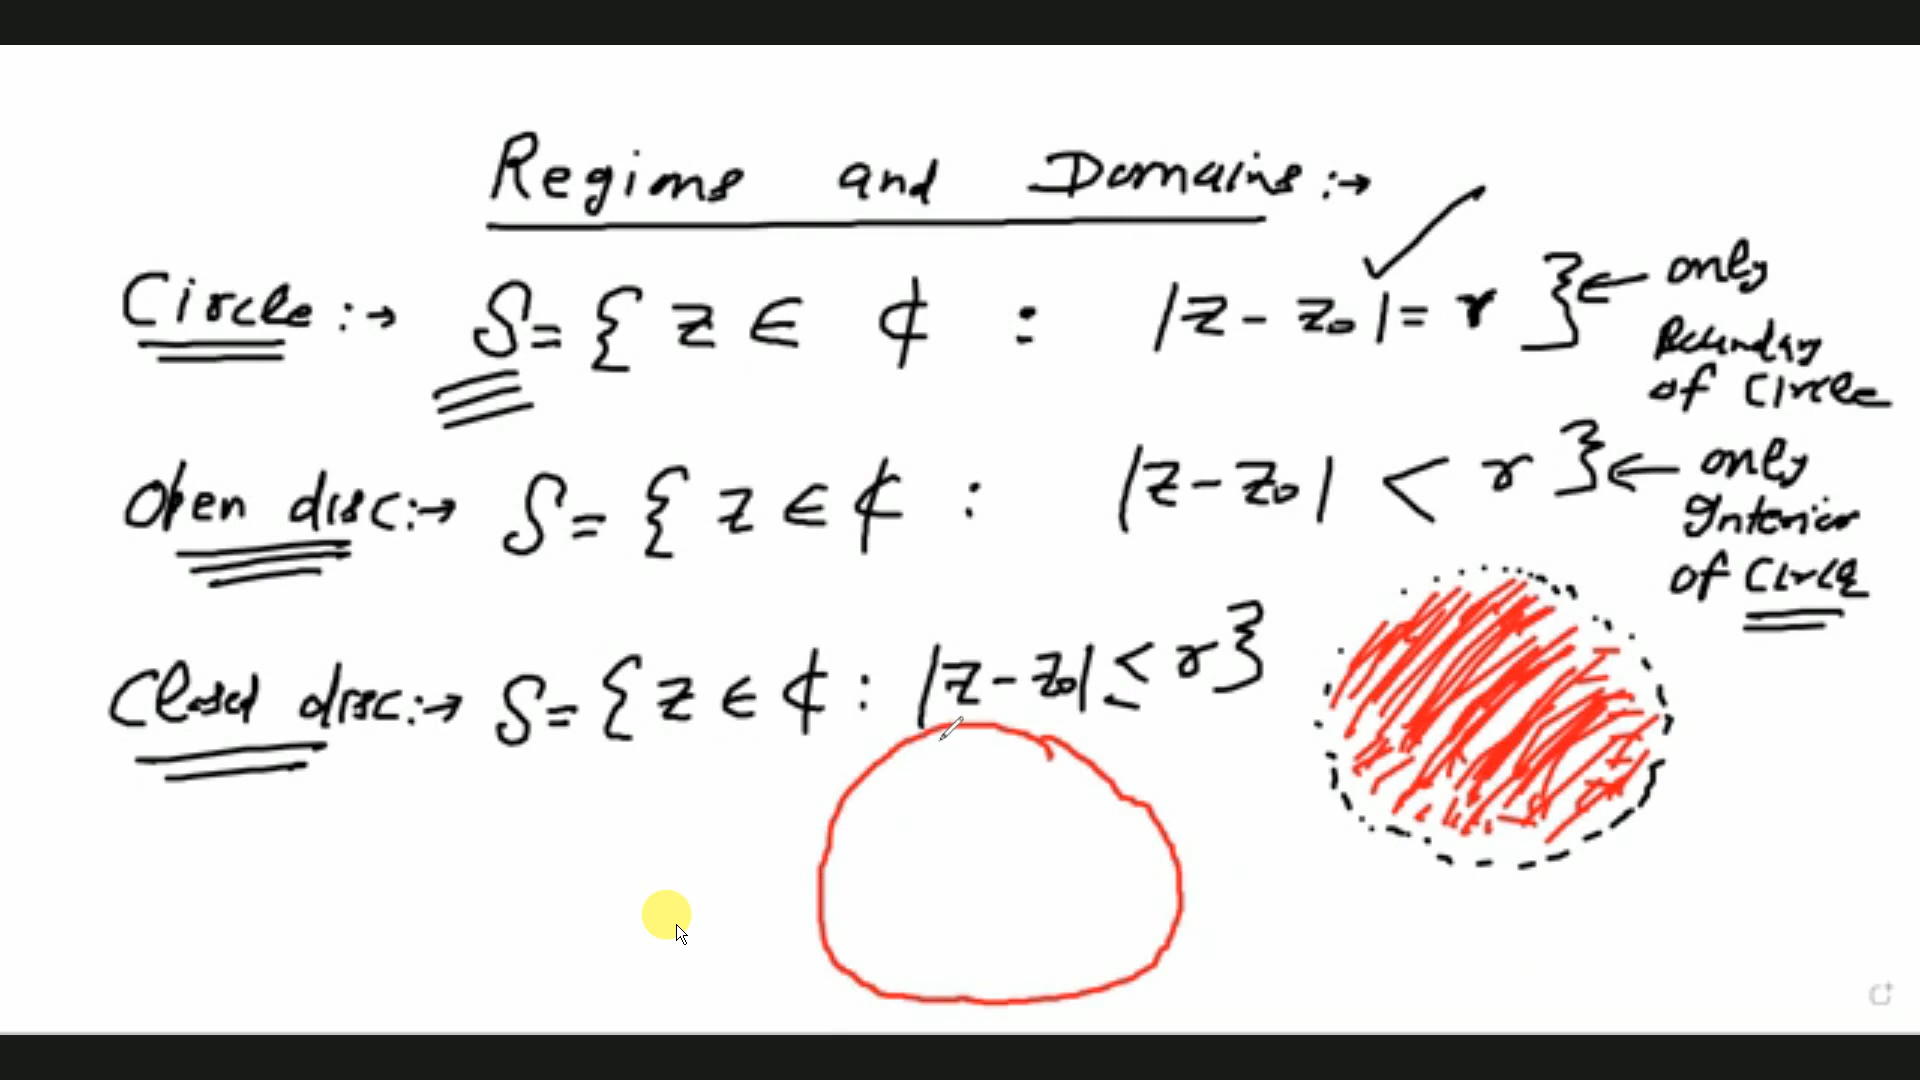 Regions and Domains :→
Circle :→ S = { z ∈ ₵ : |z - z₀| = r } ← only
Boundary
of Circle
Open disc :→ S = { z ∈ ₵ : |z - z₀| < r } ← only
Interior
of Circle
Closed disc :→ S = { z ∈ ₵ : |z - z₀| ≤ r }